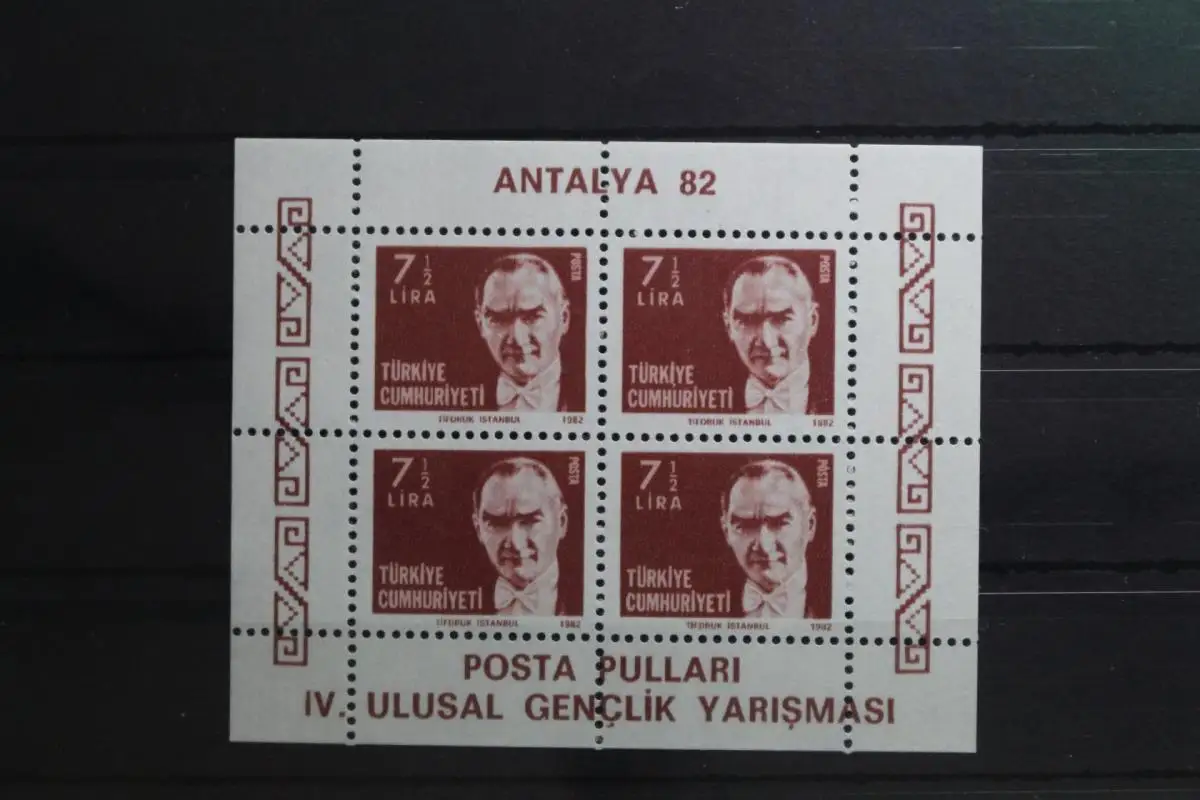 ANTALYA 82
7 ½
LİRA
POSTA
TÜRKİYE
CUMHURİYETİ
TİFDRUK İSTANBUL 1982
7 ½
LİRA
POSTA
TÜRKİYE
CUMHURİYETİ
TİFDRUK İSTANBUL 1982
7 ½
LİRA
POSTA
TÜRKİYE
CUMHURİYETİ
TİFDRUK İSTANBUL 1982
7 ½
LİRA
POSTA
TÜRKİYE
CUMHURİYETİ
TİFDRUK İSTANBUL 1982
POSTA PULLARI
IV. ULUSAL GENÇLİK YARIŞMASI